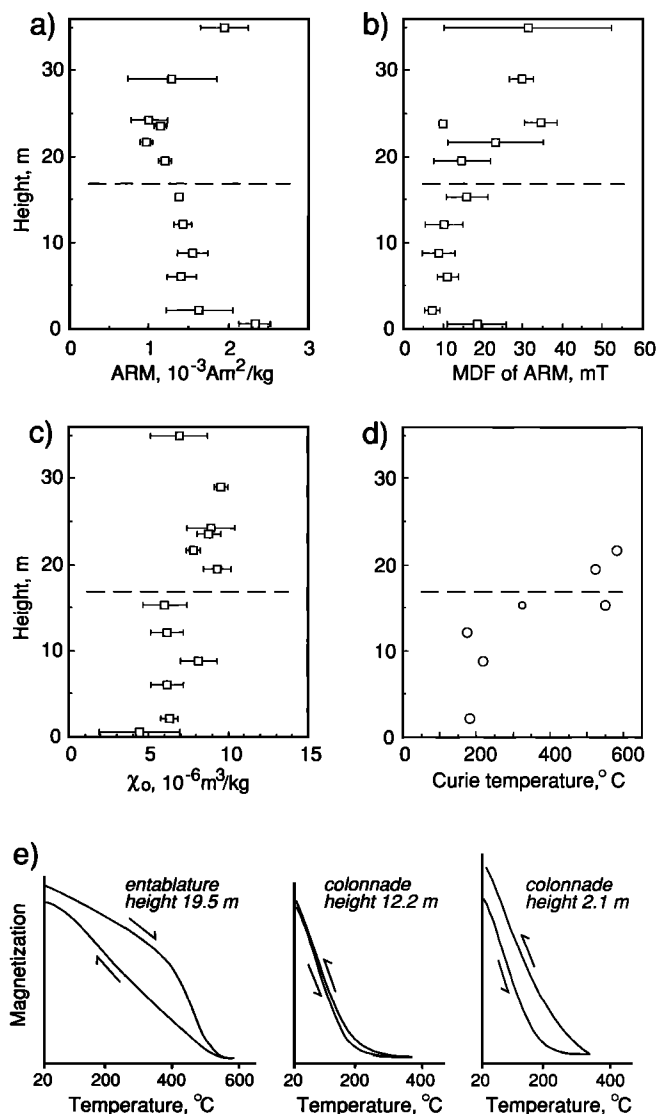 a)
b)
30
20
10
0
Height, m
0
1
2
3
ARM, 10⁻³Am²/kg
30
20
10
0
0
10
20
30
40
50
60
MDF of ARM, mT
c)
d)
30
20
10
0
Height, m
0
5
10
15
χ₀, 10⁻⁶m³/kg
30
20
10
0
0
200
400
600
Curie temperature, °C
e)
Magnetization
entablature
height 19.5 m
20
200
400
600
Temperature, °C
colonnade
height 12.2 m
20
200
400
Temperature, °C
colonnade
height 2.1 m
20
200
400
Temperature, °C